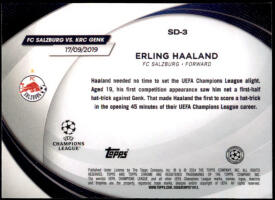 SD-3
FC SALZBURG VS. KRC GENK
17/09/2019
ERLING HAALAND
FC SALZBURG • FORWARD
Haaland needed no time to set the UEFA Champions League alight.
Aged 19, his first competition appearance saw him net a first-half
hat-trick against Genk. That made Haaland the first to score a hat-trick
in the opening 45 minutes of their UEFA Champions League career.
SALZBURG
UEFA
CHAMPIONS
LEAGUE
Topps